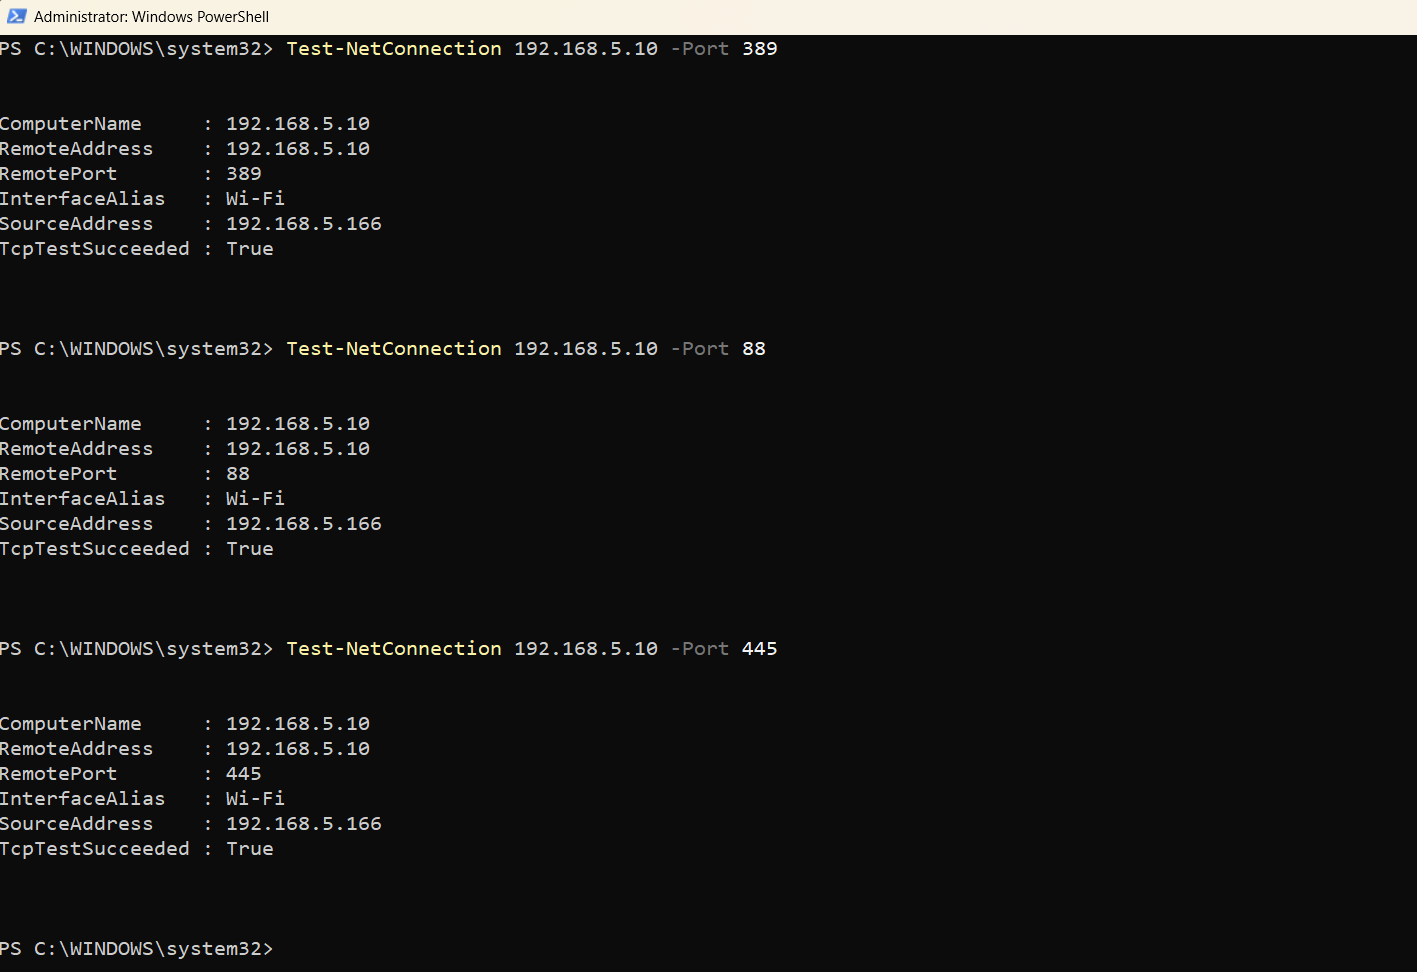 Administrator: Windows PowerShell
PS C:\WINDOWS\system32> Test-NetConnection 192.168.5.10 -Port 389
ComputerName     : 192.168.5.10
RemoteAddress    : 192.168.5.10
RemotePort       : 389
InterfaceAlias   : Wi-Fi
SourceAddress    : 192.168.5.166
TcpTestSucceeded : True
PS C:\WINDOWS\system32> Test-NetConnection 192.168.5.10 -Port 88
ComputerName     : 192.168.5.10
RemoteAddress    : 192.168.5.10
RemotePort       : 88
InterfaceAlias   : Wi-Fi
SourceAddress    : 192.168.5.166
TcpTestSucceeded : True
PS C:\WINDOWS\system32> Test-NetConnection 192.168.5.10 -Port 445
ComputerName     : 192.168.5.10
RemoteAddress    : 192.168.5.10
RemotePort       : 445
InterfaceAlias   : Wi-Fi
SourceAddress    : 192.168.5.166
TcpTestSucceeded : True
PS C:\WINDOWS\system32>